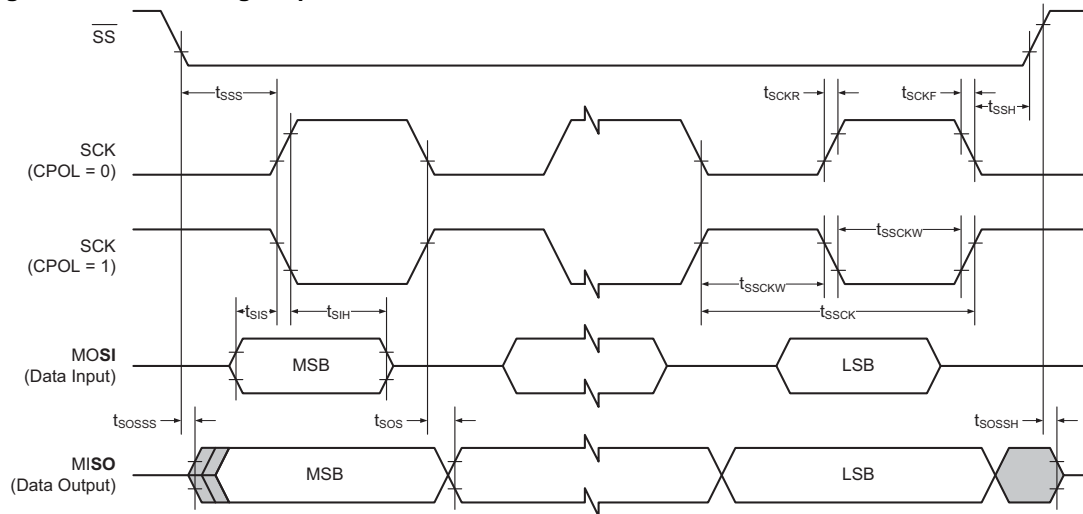 SS
tSSS
tSCKR
tSCKF
tSSH
SCK
(CPOL = 0)
SCK
(CPOL = 1)
tSSCKW
tSSCKW
tSIS
tSIH
tSSCK
MOSI
(Data Input)
MSB
LSB
tSOSSS
tSOS
tSOSSH
MISO
(Data Output)
MSB
LSB